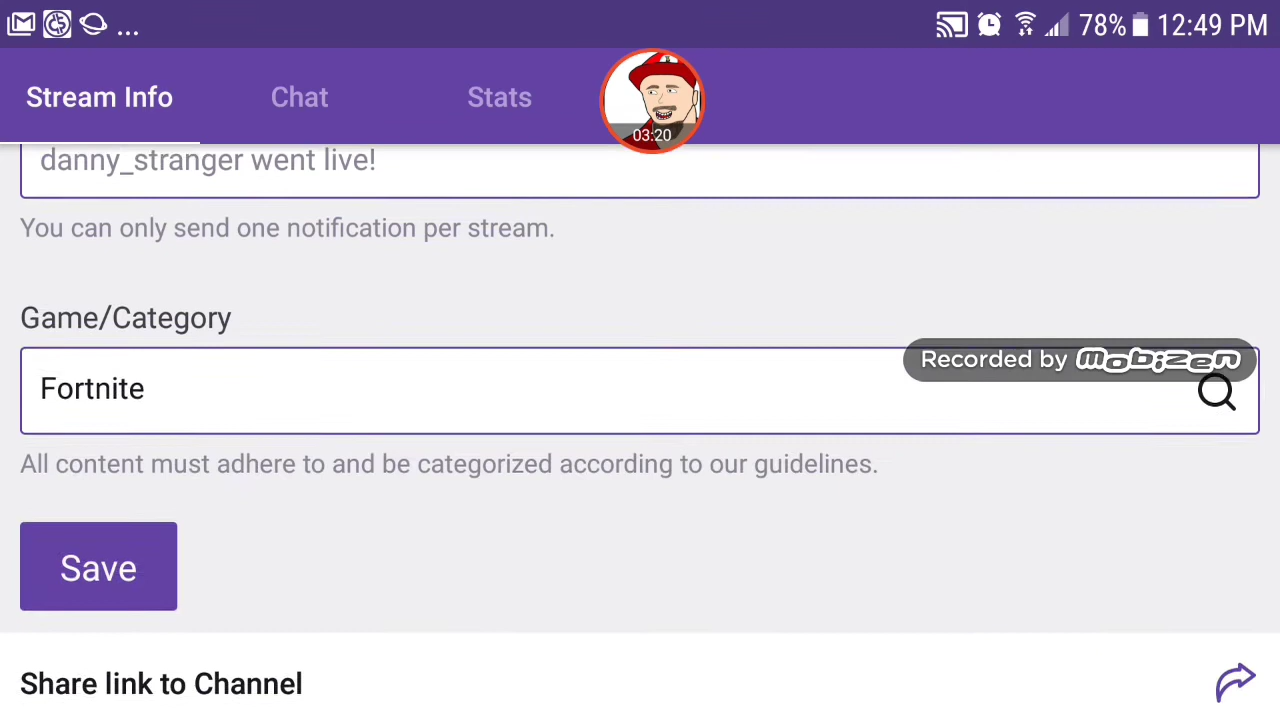 ... 78% 12:49 PM
Stream Info Chat Stats
03:20
danny_stranger went live!
You can only send one notification per stream.
Game/Category
Recorded by mobizen
Fortnite
All content must adhere to and be categorized according to our guidelines.
Save
Share link to Channel